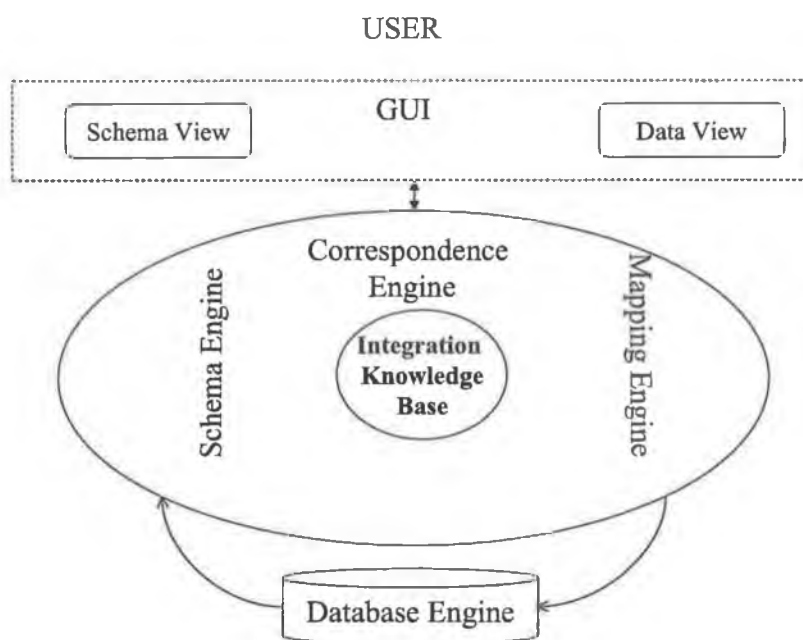 USER
GUI
Schema View
Data View
Correspondence
Engine
Schema Engine
Mapping Engine
Integration
Knowledge
Base
Database Engine